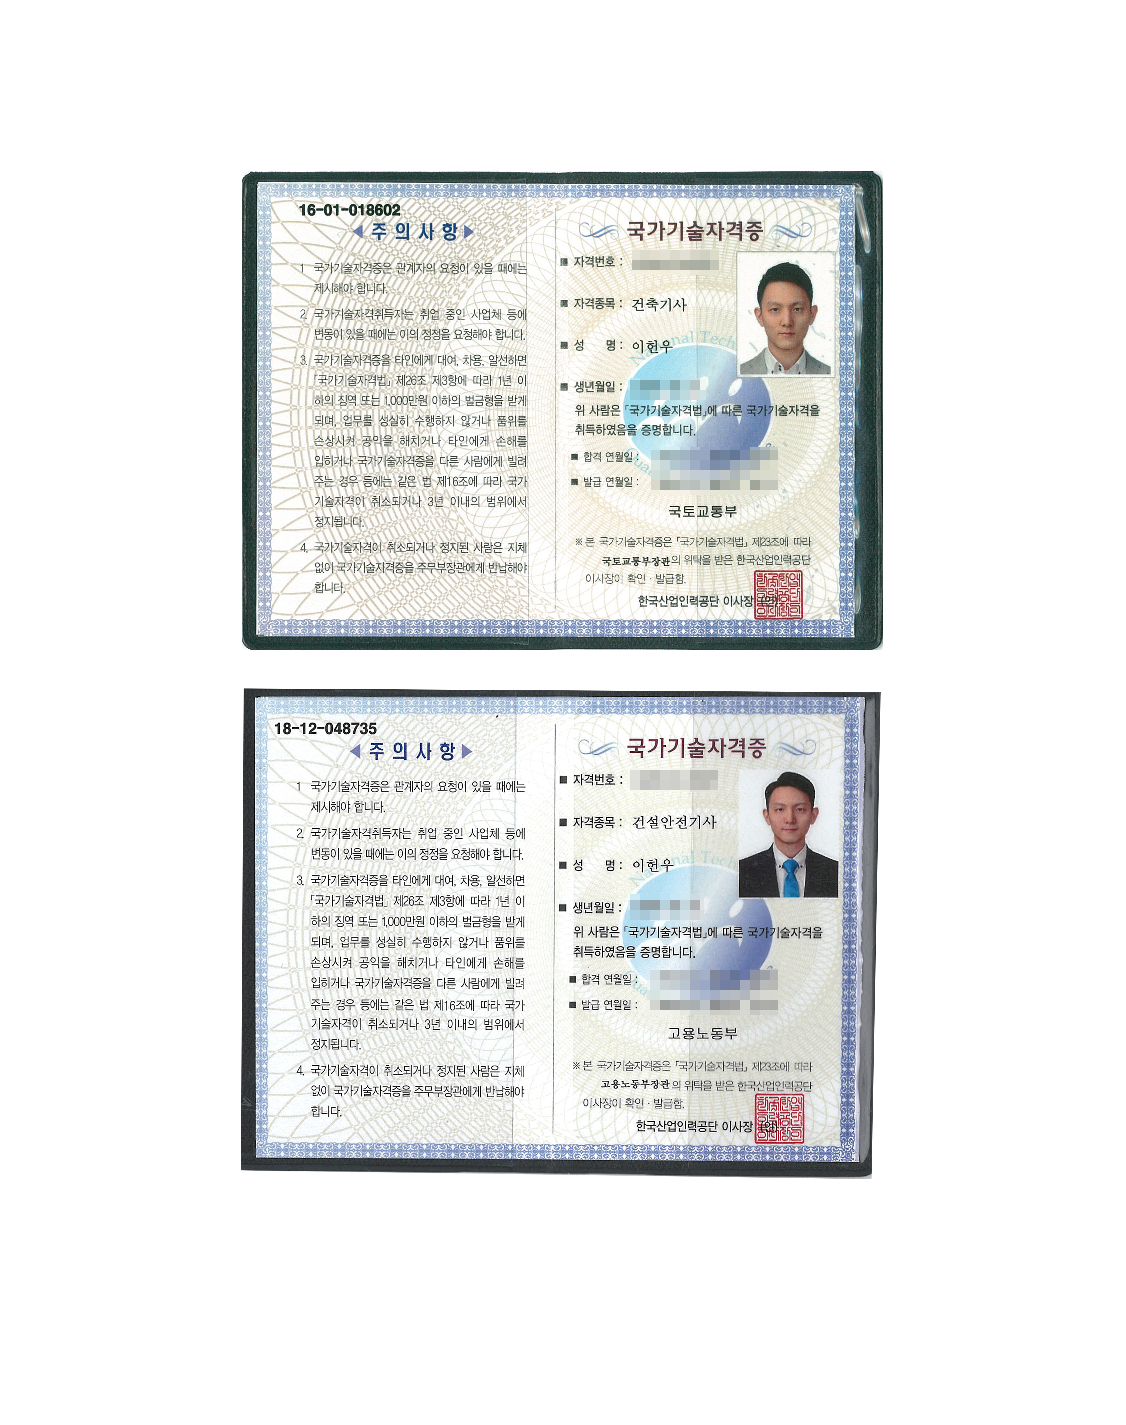 16-01-018602
주의사항
1 국가기술자격증은 관계자의 요청이 있을 때에는
제시해야 합니다.
2. 국가기술자격취득자는 취업 중인 사업체 등에
변동이 있을 때에는 이의 정정을 요청해야 합니다.
3. 국가기술자격증을 타인에게 대여, 차용, 알선하면
「국가기술자격법」 제26조 제3항에 따라 1년 이
하의 징역 또는 1,000만원 이하의 벌금형을 받게
되며, 업무를 성실히 수행하지 않거나 품위를
손상시켜 공익을 해치거나 타인에게 손해를
입히거나 국가기술자격증을 다른 사람에게 빌려
주는 경우 등에는 같은 법 제16조에 따라 국가
기술자격이 취소되거나 3년 이내의 범위에서
정지됩니다.
4. 국가기술자격이 취소되거나 정지된 사람은 지체
없이 국가기술자격증을 주무부장관에게 반납해야
합니다.
국가기술자격증
자격번호 :
자격종목 : 건축기사
성 명 : 이헌우
생년월일 :
위 사람은 「국가기술자격법」에 따른 국가기술자격을
취득하였음을 증명합니다.
합격 연월일 :
발급 연월일 :
국토교통부
※ 본 국가기술자격증은 「국가기술자격법」 제23조에 따라
국토교통부장관의 위탁을 받은 한국산업인력공단
이사장이 확인 · 발급함.
한국산업인력공단 이사장 (인)
18-12-048735
주의사항
1 국가기술자격증은 관계자의 요청이 있을 때에는
제시해야 합니다.
2. 국가기술자격취득자는 취업 중인 사업체 등에
변동이 있을 때에는 이의 정정을 요청해야 합니다.
3. 국가기술자격증을 타인에게 대여, 차용, 알선하면
「국가기술자격법」 제26조 제3항에 따라 1년 이
하의 징역 또는 1,000만원 이하의 벌금형을 받게
되며, 업무를 성실히 수행하지 않거나 품위를
손상시켜 공익을 해치거나 타인에게 손해를
입히거나 국가기술자격증을 다른 사람에게 빌려
주는 경우 등에는 같은 법 제16조에 따라 국가
기술자격이 취소되거나 3년 이내의 범위에서
정지됩니다.
4. 국가기술자격이 취소되거나 정지된 사람은 지체
없이 국가기술자격증을 주무부장관에게 반납해야
합니다.
국가기술자격증
자격번호 :
자격종목 : 건설안전기사
성 명 : 이헌우
생년월일 :
위 사람은 「국가기술자격법」에 따른 국가기술자격을
취득하였음을 증명합니다.
합격 연월일 :
발급 연월일 :
고용노동부
※ 본 국가기술자격증은 「국가기술자격법」 제23조에 따라
고용노동부장관의 위탁을 받은 한국산업인력공단
이사장이 확인 · 발급함.
한국산업인력공단 이사장 (인)